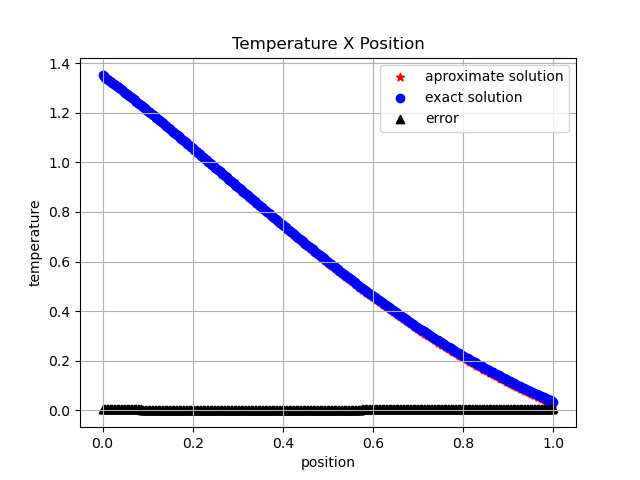 Temperature X Position
1.4
1.2
1.0
0.8
0.6
0.4
0.2
0.0
temperature
aproximate solution
exact solution
error
0.0 0.2 0.4 0.6 0.8 1.0
position